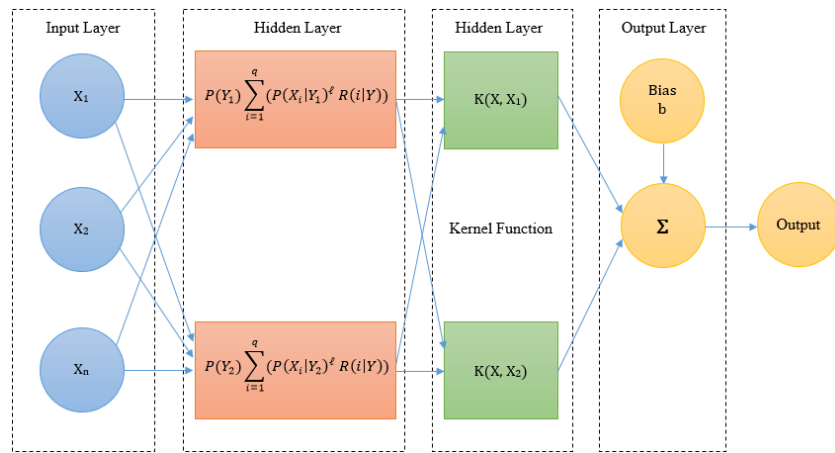 Input Layer
Hidden Layer
Hidden Layer
Output Layer
X₁
X₂
Xₙ
P(Y₁) ∑_{i=1}^{q} (P(Xᵢ|Y₁)^ℓ R(i|Y))
P(Y₂) ∑_{i=1}^{q} (P(Xᵢ|Y₂)^ℓ R(i|Y))
K(X, X₁)
Kernel Function
K(X, X₂)
Bias
b
Σ
Output